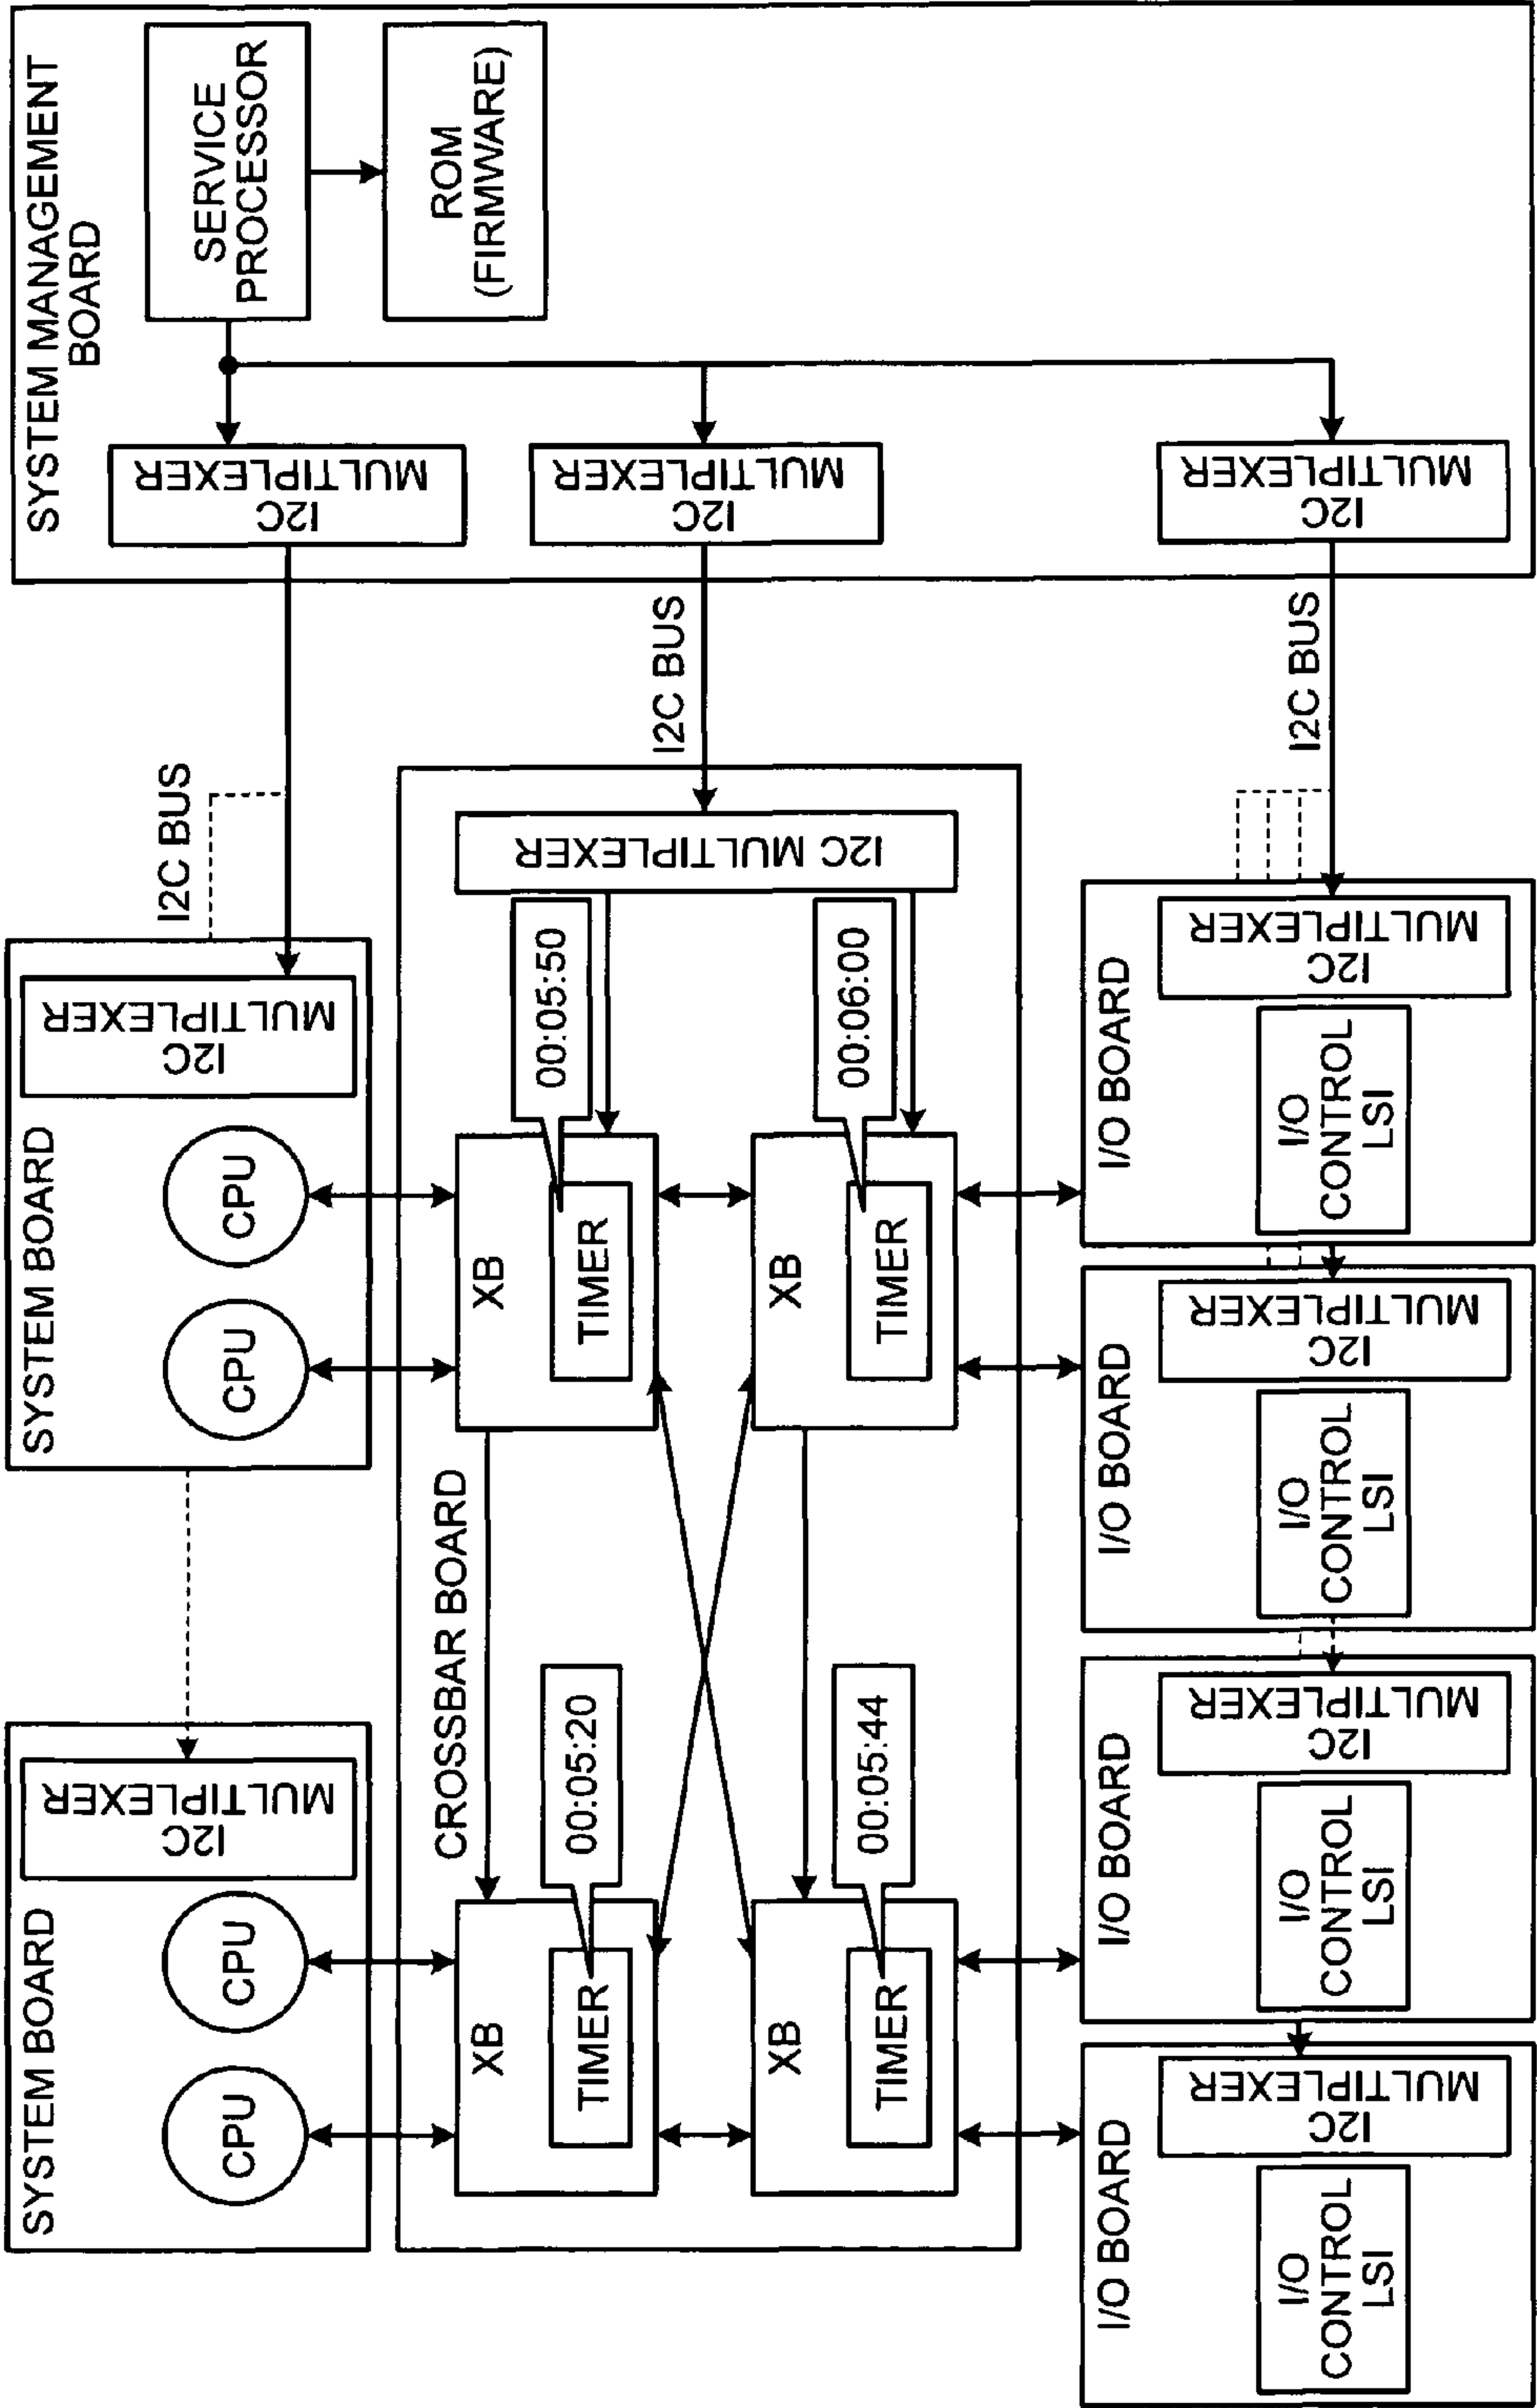 SYSTEM BOARD
CPU
CPU
I2C
MULTIPLEXER
SYSTEM BOARD
CPU
CPU
I2C
MULTIPLEXER
I2C BUS
SYSTEM MANAGEMENT
BOARD
SERVICE
PROCESSOR
ROM
(FIRMWARE)
I2C
MULTIPLEXER
I2C
MULTIPLEXER
I2C
MULTIPLEXER
CROSSBAR BOARD
XB
TIMER
00:05:20
XB
TIMER
00:05:50
I2C MULTIPLEXER
I2C BUS
XB
TIMER
00:05:44
XB
TIMER
00:06:00
I/O BOARD
I/O
CONTROL
LSI
I2C
MULTIPLEXER
I/O BOARD
I/O
CONTROL
LSI
I2C
MULTIPLEXER
I/O BOARD
I/O
CONTROL
LSI
I2C
MULTIPLEXER
I/O BOARD
I/O
CONTROL
LSI
I2C
MULTIPLEXER
I2C BUS